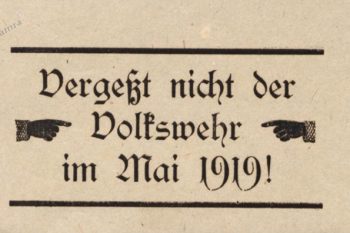 Vergeßt nicht der
Volkswehr
im Mai 1919!